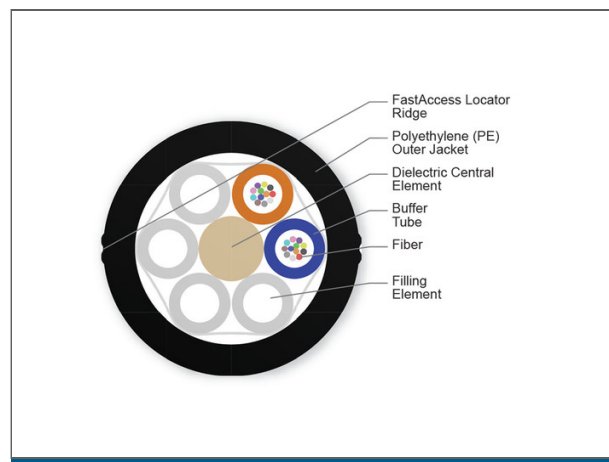 FastAccess Locator
Ridge
Polyethylene (PE)
Outer Jacket
Dielectric Central
Element
Buffer
Tube
Fiber
Filling
Element